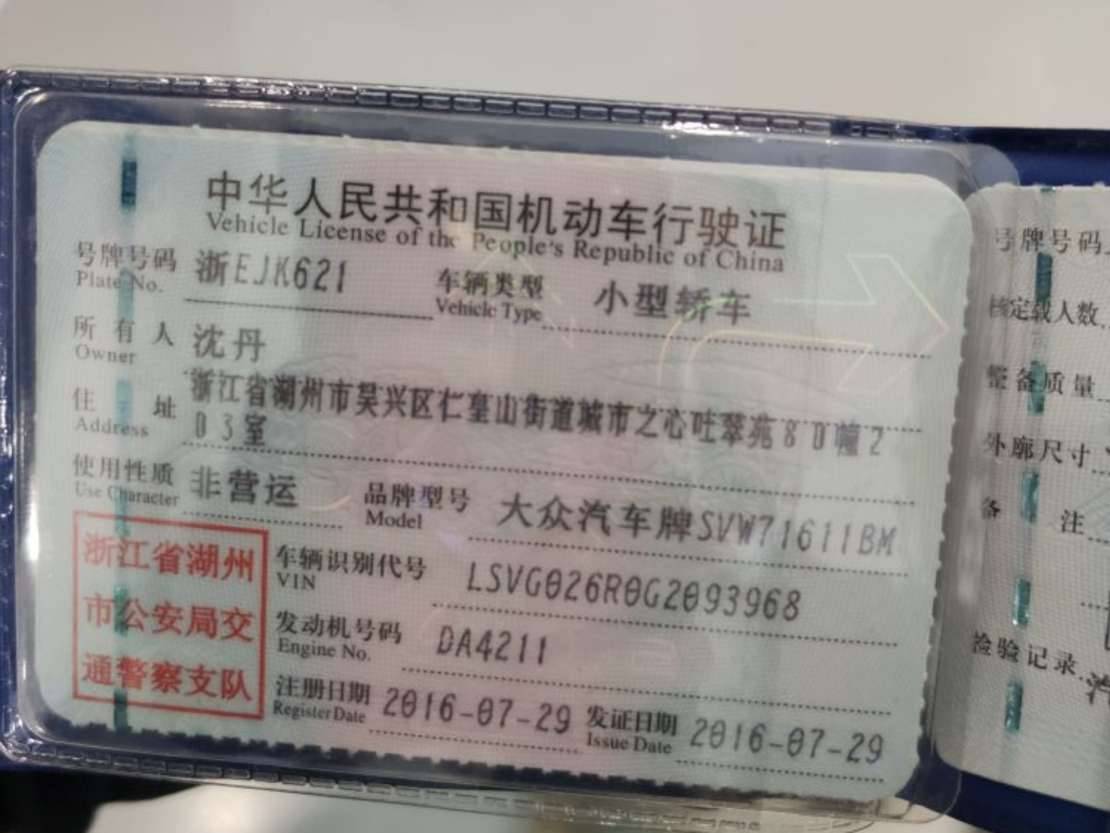 中华人民共和国机动车行驶证
Vehicle License of the People's Republic of China
号牌号码 浙EJK621 车辆类型 小型轿车
Plate No. Vehicle Type
所有人 沈丹
Owner
住址 浙江省湖州市吴兴区仁皇山街道城市之心吐翠苑80幢2
Address 03室
使用性质 非营运 品牌型号 大众汽车牌SVW71611BM
Use Character Model
浙江省湖州
市公安局交
通警察支队
车辆识别代号 LSVG026R0G2093968
VIN
发动机号码 DA4211
Engine No.
注册日期 2016-07-29 发证日期 2016-07-29
Register Date Issue Date
号牌号码
核定载人数
整备质量
外廓尺寸
备注
检验记录